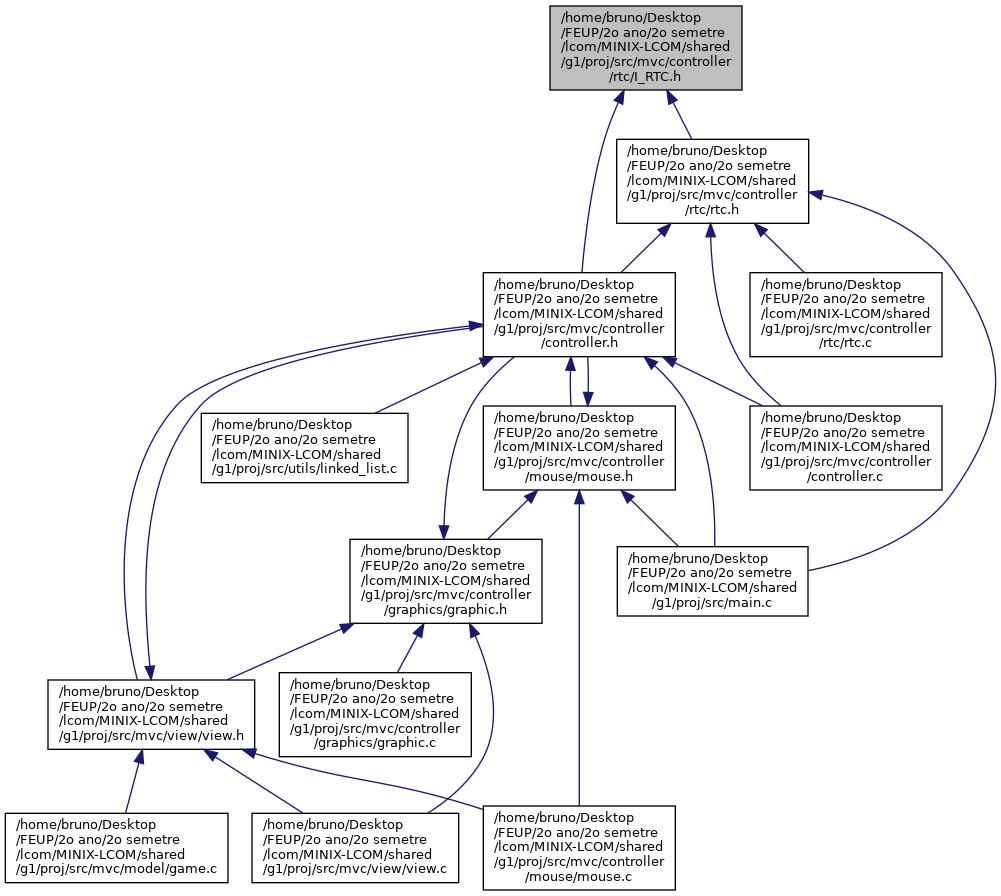 /home/bruno/Desktop
/FEUP/2o ano/2o semetre
/lcom/MINIX-LCOM/shared
/g1/proj/src/mvc/controller
/rtc/I_RTC.h
/home/bruno/Desktop
/FEUP/2o ano/2o semetre
/lcom/MINIX-LCOM/shared
/g1/proj/src/mvc/controller
/rtc/rtc.h
/home/bruno/Desktop
/FEUP/2o ano/2o semetre
/lcom/MINIX-LCOM/shared
/g1/proj/src/mvc/controller
/controller.h
/home/bruno/Desktop
/FEUP/2o ano/2o semetre
/lcom/MINIX-LCOM/shared
/g1/proj/src/mvc/controller
/rtc/rtc.c
/home/bruno/Desktop
/FEUP/2o ano/2o semetre
/lcom/MINIX-LCOM/shared
/g1/proj/src/utils/linked_list.c
/home/bruno/Desktop
/FEUP/2o ano/2o semetre
/lcom/MINIX-LCOM/shared
/g1/proj/src/mvc/controller
/mouse/mouse.h
/home/bruno/Desktop
/FEUP/2o ano/2o semetre
/lcom/MINIX-LCOM/shared
/g1/proj/src/mvc/controller
/controller.c
/home/bruno/Desktop
/FEUP/2o ano/2o semetre
/lcom/MINIX-LCOM/shared
/g1/proj/src/mvc/controller
/graphics/graphic.h
/home/bruno/Desktop
/FEUP/2o ano/2o semetre
/lcom/MINIX-LCOM/shared
/g1/proj/src/main.c
/home/bruno/Desktop
/FEUP/2o ano/2o semetre
/lcom/MINIX-LCOM/shared
/g1/proj/src/mvc/view/view.h
/home/bruno/Desktop
/FEUP/2o ano/2o semetre
/lcom/MINIX-LCOM/shared
/g1/proj/src/mvc/controller
/graphics/graphic.c
/home/bruno/Desktop
/FEUP/2o ano/2o semetre
/lcom/MINIX-LCOM/shared
/g1/proj/src/mvc/model/game.c
/home/bruno/Desktop
/FEUP/2o ano/2o semetre
/lcom/MINIX-LCOM/shared
/g1/proj/src/mvc/view/view.c
/home/bruno/Desktop
/FEUP/2o ano/2o semetre
/lcom/MINIX-LCOM/shared
/g1/proj/src/mvc/controller
/mouse/mouse.c